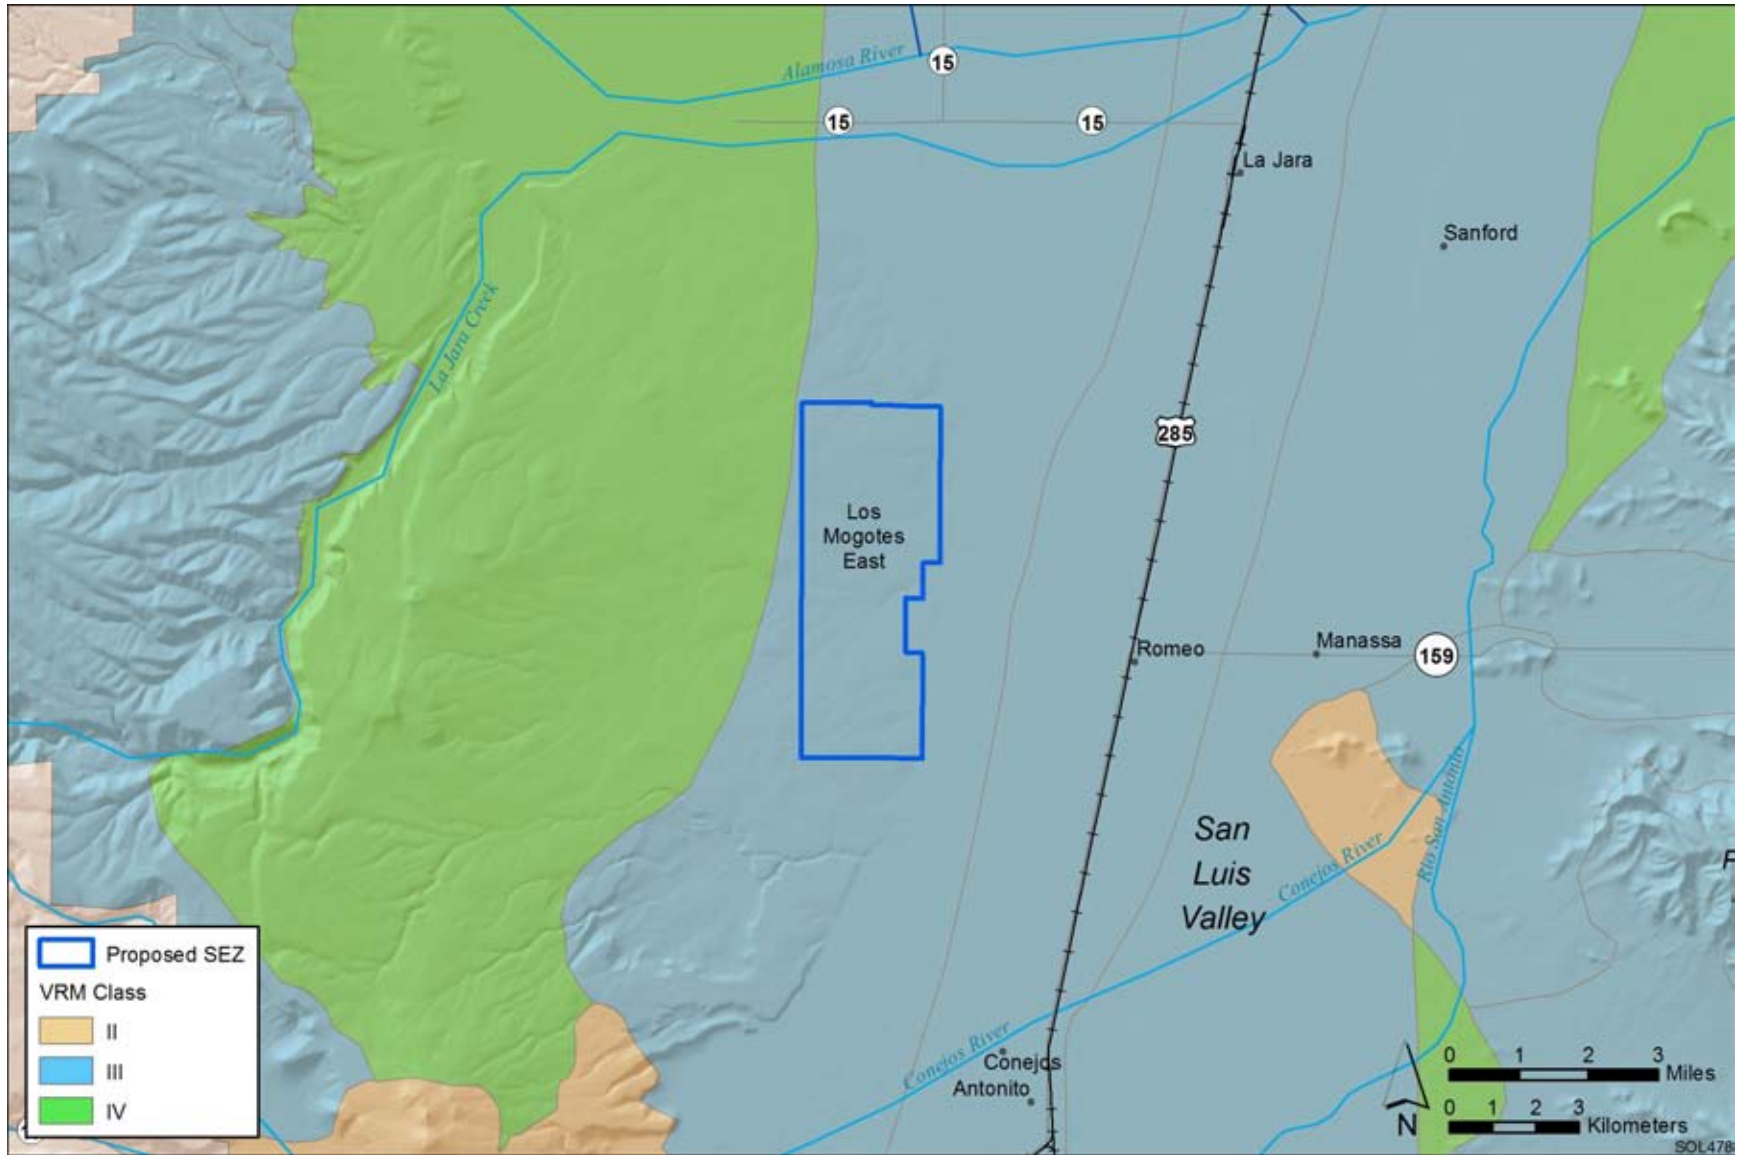 Alamosa River
15
15
15
La Jara
Sanford
La Jara Creek
285
Los
Mogotes
East
Romeo
Manassa
159
San
Luis
Valley
Conejos River
Rio San Antonio
Conejos River
Conejos
Antonito
Proposed SEZ
VRM Class
II
III
IV
N
0 1 2 3
Miles
0 1 2 3
Kilometers